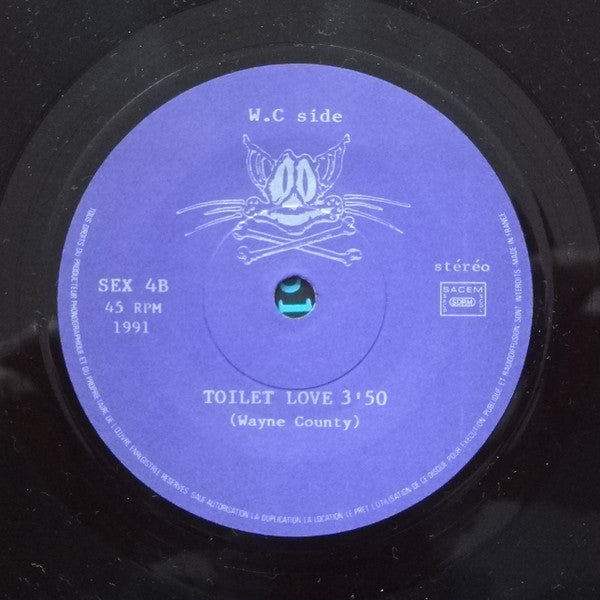 W.C side
SEX 4B
45 RPM
1991
stéréo
SACEM
SDRM
TOILET LOVE 3'50
(Wayne County)
TOUS DROITS DU PRODUCTEUR PHONOGRAPHIQUE ET DU PROPRIETAIRE DE L'ŒUVRE ENREGISTREE RESERVES SAUF AUTORISATION LA DUPLICATION LA LOCATION LE PRET L'UTILISATION DE CE DISQUE POUR EXECUTION PUBLIQUE ET RADIODIFFUSION SONT INTERDITS MADE IN FRANCE